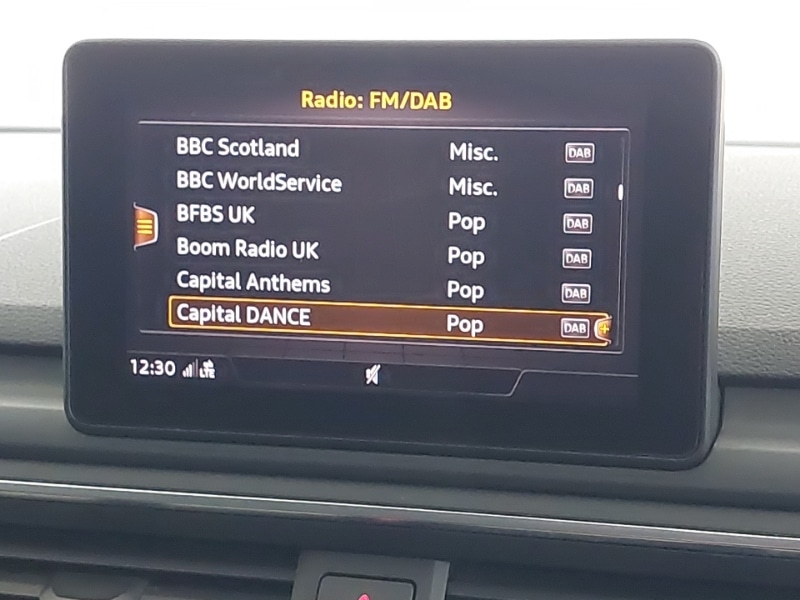 Radio: FM/DAB
BBC Scotland Misc. DAB
BBC WorldService Misc. DAB
BFBS UK Pop DAB
Boom Radio UK Pop DAB
Capital Anthems Pop DAB
Capital DANCE Pop DAB +
12:30 LTE